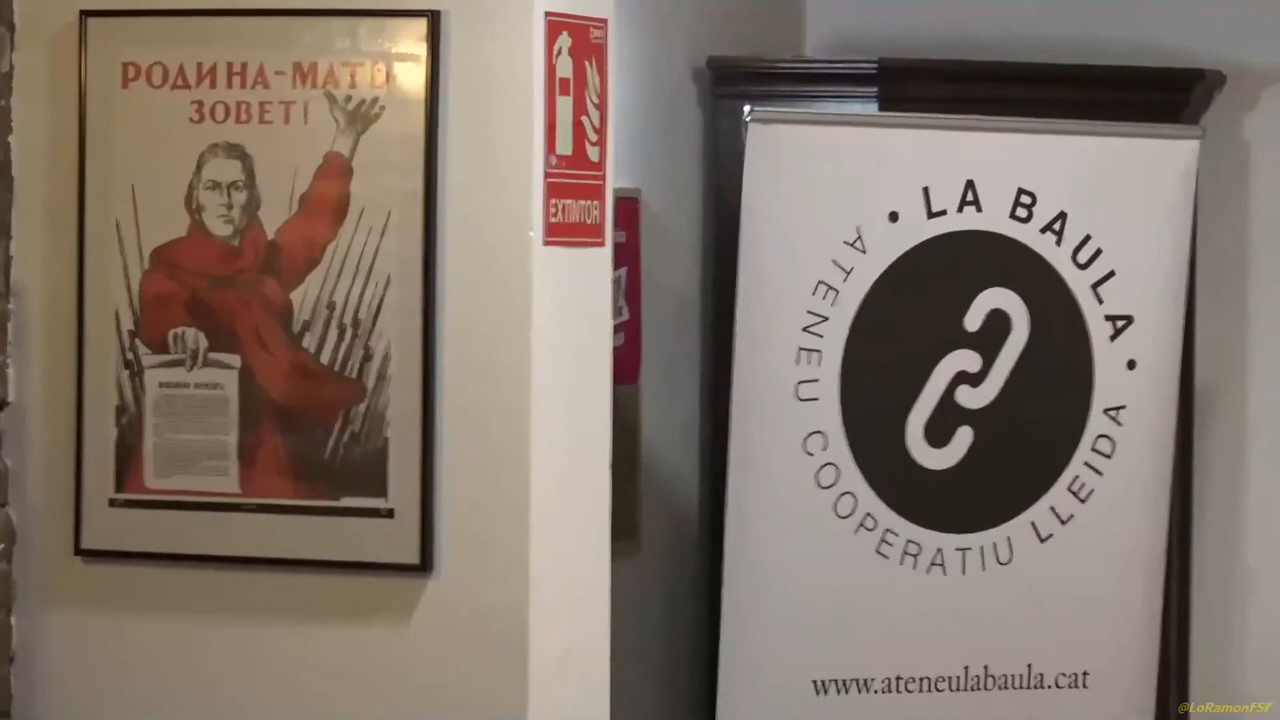 РОДИНА-МАТЬ
ЗОВЕТ!
EXTINTOR
• LA BAULA •
ATENEU COOPERATIU LLEIDA
www.ateneulabaula.cat
@LoRamonFSF